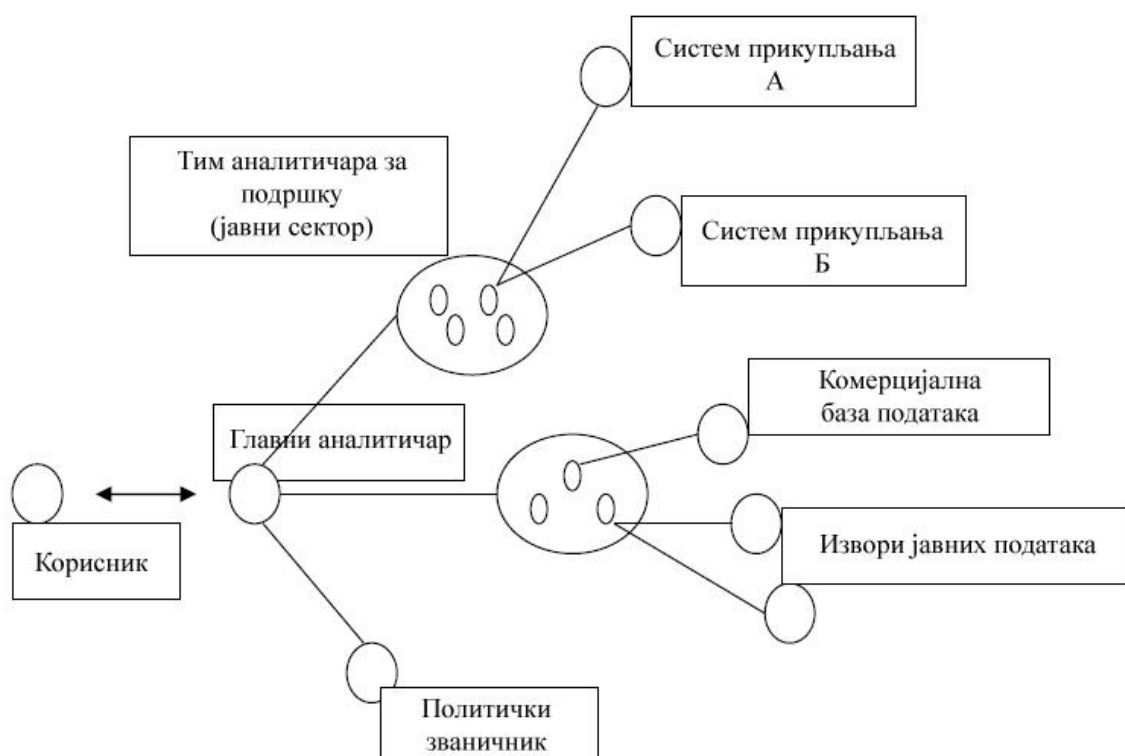 Систем прикупљања
А
Тим аналитичара за
подршку
(јавни сектор)
Систем прикупљања
Б
Комерцијална
база података
Главни аналитичар
Извори јавних података
Корисник
Политички
званичник